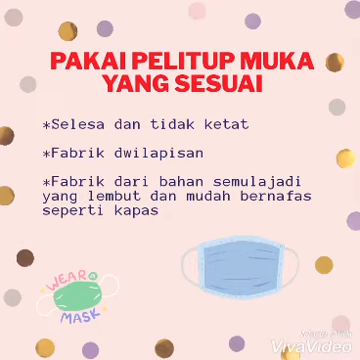 PAKAI PELITUP MUKA
YANG SESUAI
*Selesa dan tidak ketat
*Fabrik dwilapisan
*Fabrik dari bahan semulajadi
yang lembut dan mudah bernafas
seperti kapas
WEAR A
MASK
VivaVideo